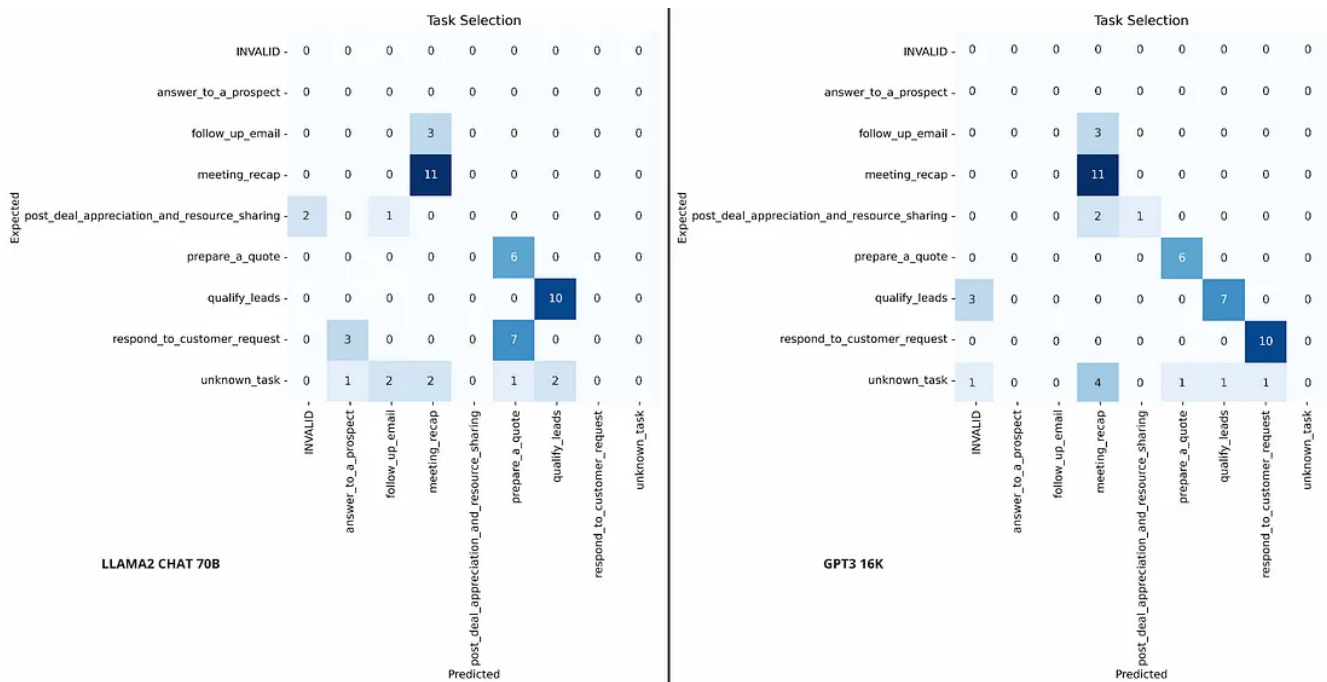 Task Selection
INVALID - 0 0 0 0 0 0 0 0 0
answer_to_a_prospect - 0 0 0 0 0 0 0 0 0
follow_up_email - 0 0 0 3 0 0 0 0 0
meeting_recap - 0 0 0 11 0 0 0 0 0
post_deal_appreciation_and_resource_sharing - 2 0 1 0 0 0 0 0 0
prepare_a_quote - 0 0 0 0 0 6 0 0 0
qualify_leads - 0 0 0 0 0 0 10 0 0
respond_to_customer_request - 0 3 0 0 0 7 0 0 0
unknown_task - 0 1 2 2 0 1 2 0 0
Expected
INVALID -
answer_to_a_prospect -
follow_up_email -
meeting_recap -
post_deal_appreciation_and_resource_sharing -
prepare_a_quote -
qualify_leads -
respond_to_customer_request -
unknown_task -
Predicted
LLAMA2 CHAT 70B
Task Selection
INVALID - 0 0 0 0 0 0 0 0 0
answer_to_a_prospect - 0 0 0 0 0 0 0 0 0
follow_up_email - 0 0 0 3 0 0 0 0 0
meeting_recap - 0 0 0 11 0 0 0 0 0
post_deal_appreciation_and_resource_sharing - 0 0 0 2 1 0 0 0 0
prepare_a_quote - 0 0 0 0 0 6 0 0 0
qualify_leads - 3 0 0 0 0 0 7 0 0
respond_to_customer_request - 0 0 0 0 0 0 0 10 0
unknown_task - 1 0 0 4 0 1 1 1 0
Expected
INVALID -
answer_to_a_prospect -
follow_up_email -
meeting_recap -
post_deal_appreciation_and_resource_sharing -
prepare_a_quote -
qualify_leads -
respond_to_customer_request -
unknown_task -
Predicted
GPT3 16K